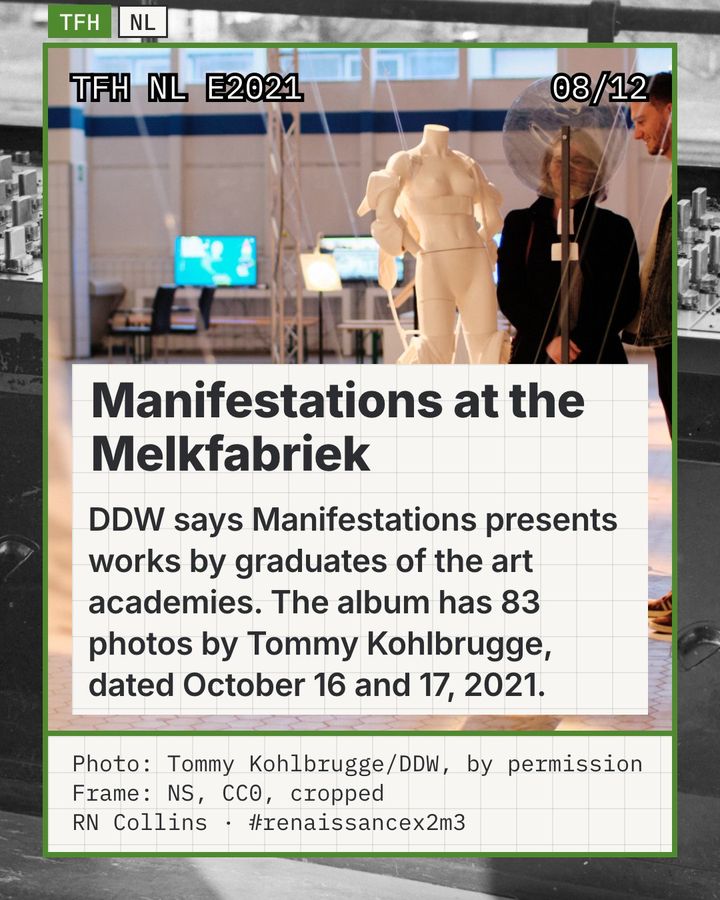 TFH NL
TFH NL E2021 08/12
Manifestations at the
Melkfabriek
DDW says Manifestations presents
works by graduates of the art
academies. The album has 83
photos by Tommy Kohlbrugge,
dated October 16 and 17, 2021.
Photo: Tommy Kohlbrugge/DDW, by permission
Frame: NS, CC0, cropped
RN Collins · #renaissancex2m3